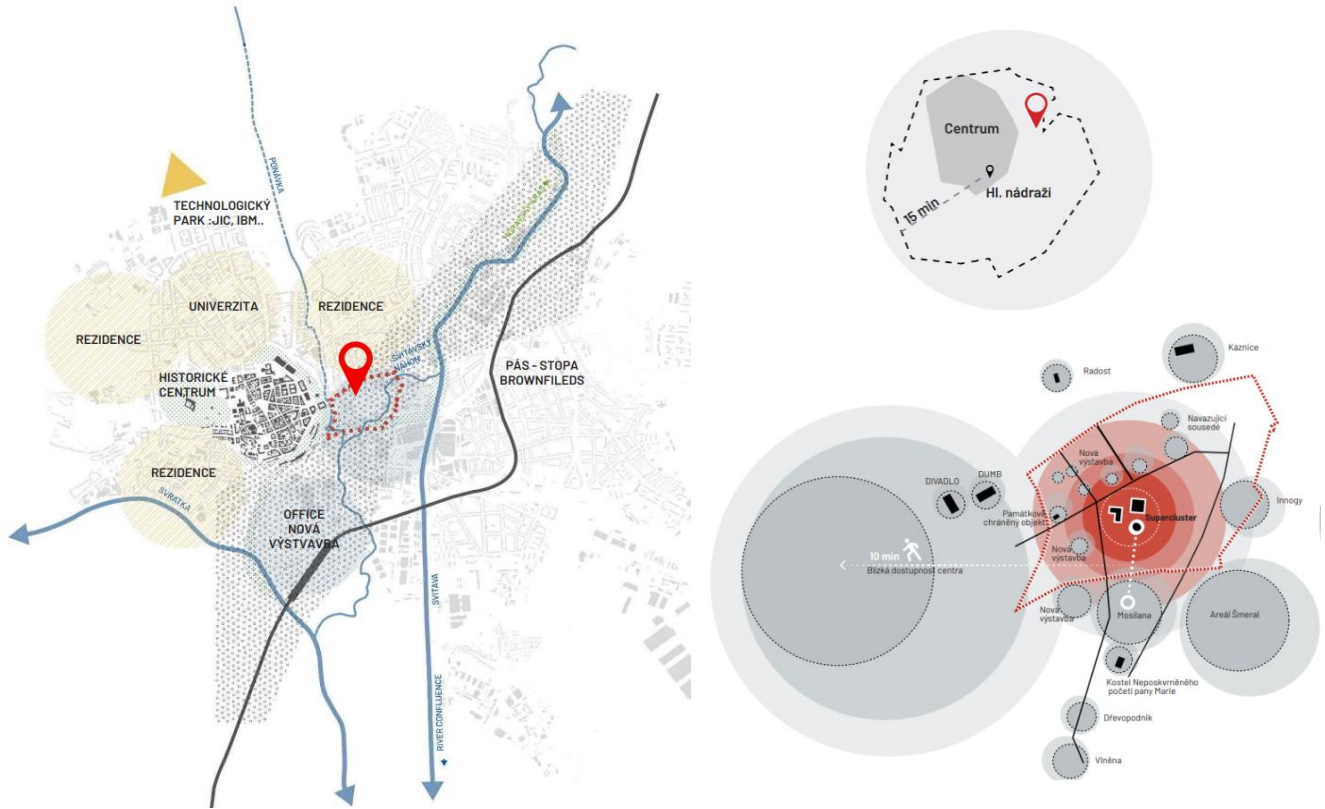 PONÁVKA
TECHNOLOGICKÝ
PARK :JIC, IBM..
UNIVERZITA
REZIDENCE
REZIDENCE
HISTORICKÉ
CENTRUM
SVITAVSKÝ
NÁHON
PÁS - STOPA
BROWNFILEDS
REZIDENCE
SVRATKA
OFFICE
NOVÁ
VÝSTVAVBA
SVITAVA
RIVER CONFLUENCE
Centrum
Hl. nádraží
15 min
Káznice
Radost
Navazující
sousedé
Nová
výstavba
DIVADLO
DUMB
Innogy
Památkově
chráněný objekt
Supercluster
Nová
výstavba
10 min
Blízká dostupnost centra
Nová
výstavba
Mosilana
Areál Šmeral
Kostel Neposkvrněného
početí pany Marie
Dřevopodnik
Vlněna